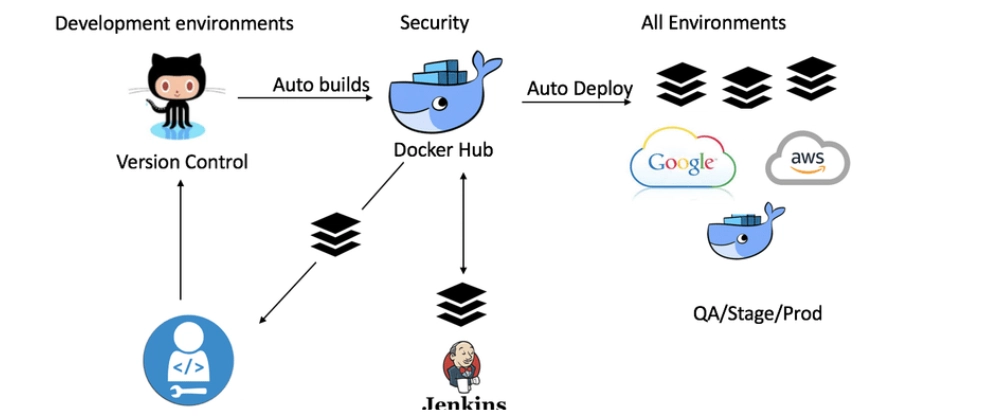 Development environments
Security
All Environments
Auto builds
Auto Deploy
Version Control
Docker Hub
Google
aws
QA/Stage/Prod
</>
Jenkins